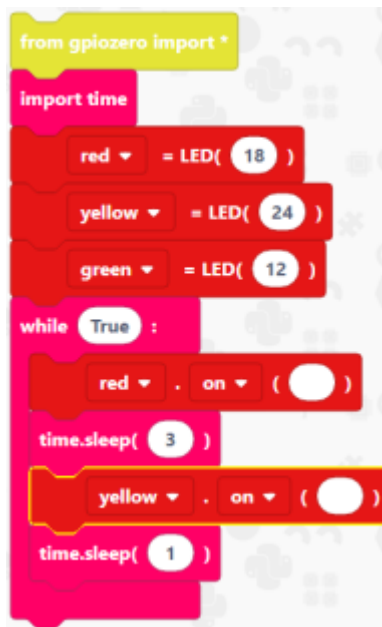 from gpiozero import *
import time
red = LED( 18 )
yellow = LED( 24 )
green = LED( 12 )
while True :
red . on ( )
time.sleep( 3 )
yellow . on ( )
time.sleep( 1 )